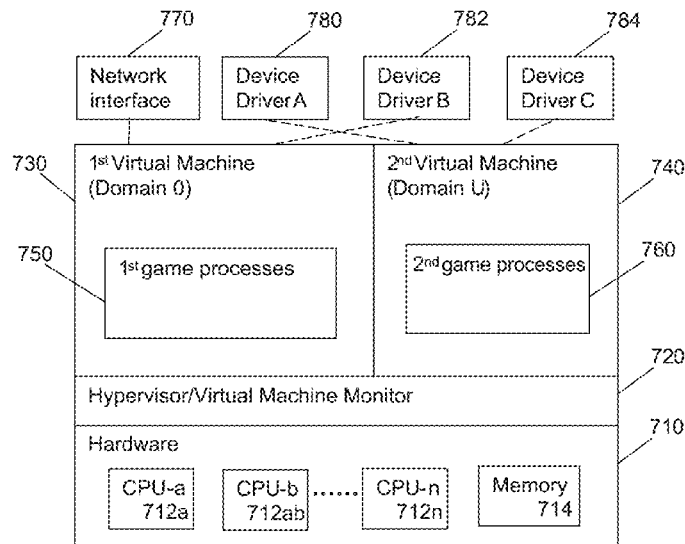 770
780
782
784
Network
interface
Device
Driver A
Device
Driver B
Device
Driver C
730
1st Virtual Machine
(Domain 0)
2nd Virtual Machine
(Domain U)
740
750
1st game processes
2nd game processes
760
720
Hypervisor/Virtual Machine Monitor
710
Hardware
CPU-a
712a
CPU-b
712ab
......
CPU-n
712n
Memory
714